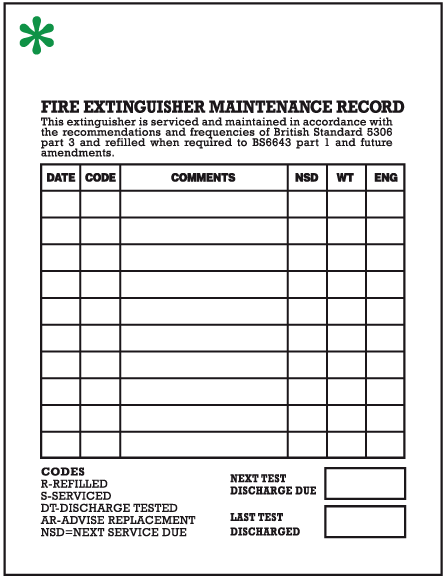 FIRE EXTINGUISHER MAINTENANCE RECORD
This extinguisher is serviced and maintained in accordance with
the recommendations and frequencies of British Standard 5306
part 3 and refilled when required to BS6643 part 1 and future
amendments.
DATE CODE COMMENTS NSD WT ENG
CODES
R-REFILLED
S-SERVICED
DT-DISCHARGE TESTED
AR-ADVISE REPLACEMENT
NSD=NEXT SERVICE DUE
NEXT TEST
DISCHARGE DUE
LAST TEST
DISCHARGED